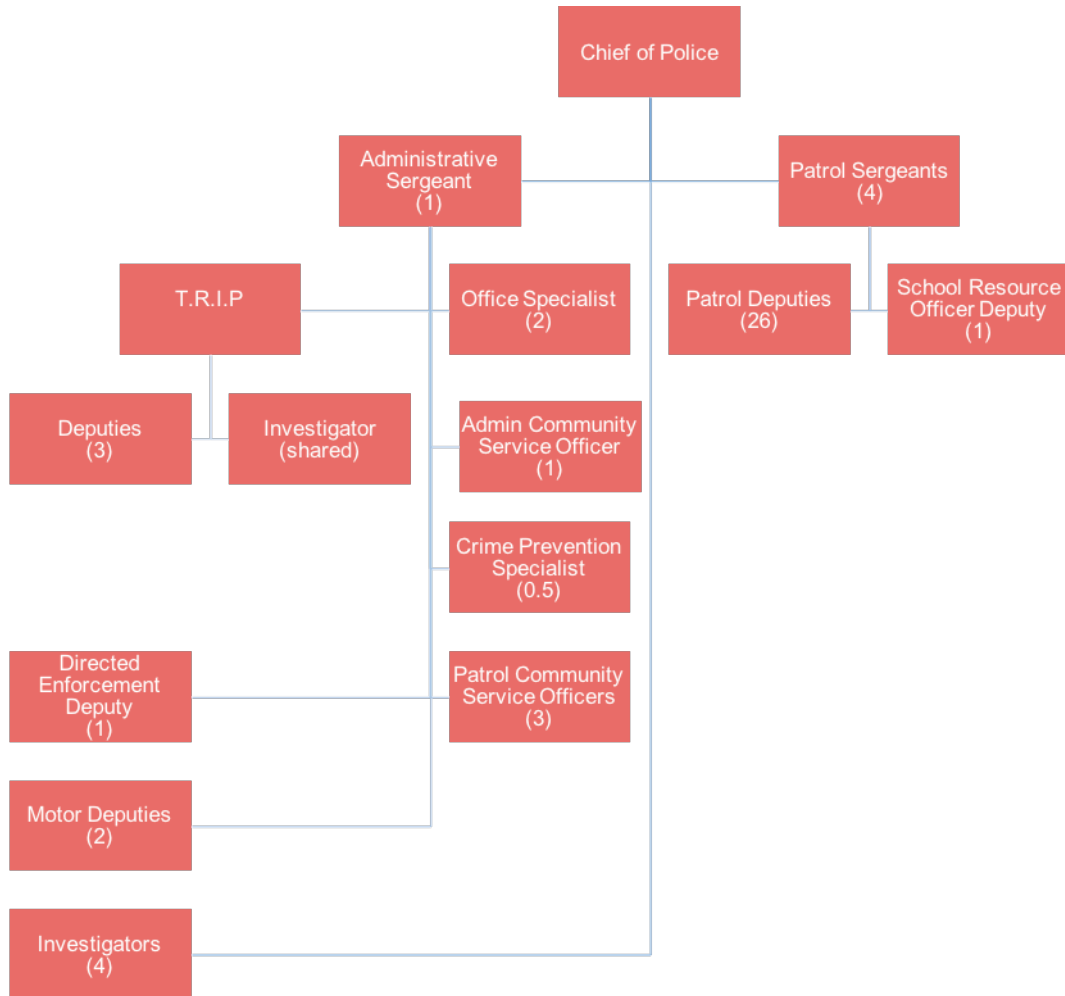 Chief of Police
Administrative
Sergeant
(1)
Patrol Sergeants
(4)
T.R.I.P
Office Specialist
(2)
Patrol Deputies
(26)
School Resource
Officer Deputy
(1)
Deputies
(3)
Investigator
(shared)
Admin Community
Service Officer
(1)
Crime Prevention
Specialist
(0.5)
Directed
Enforcement
Deputy
(1)
Patrol Community
Service Officers
(3)
Motor Deputies
(2)
Investigators
(4)